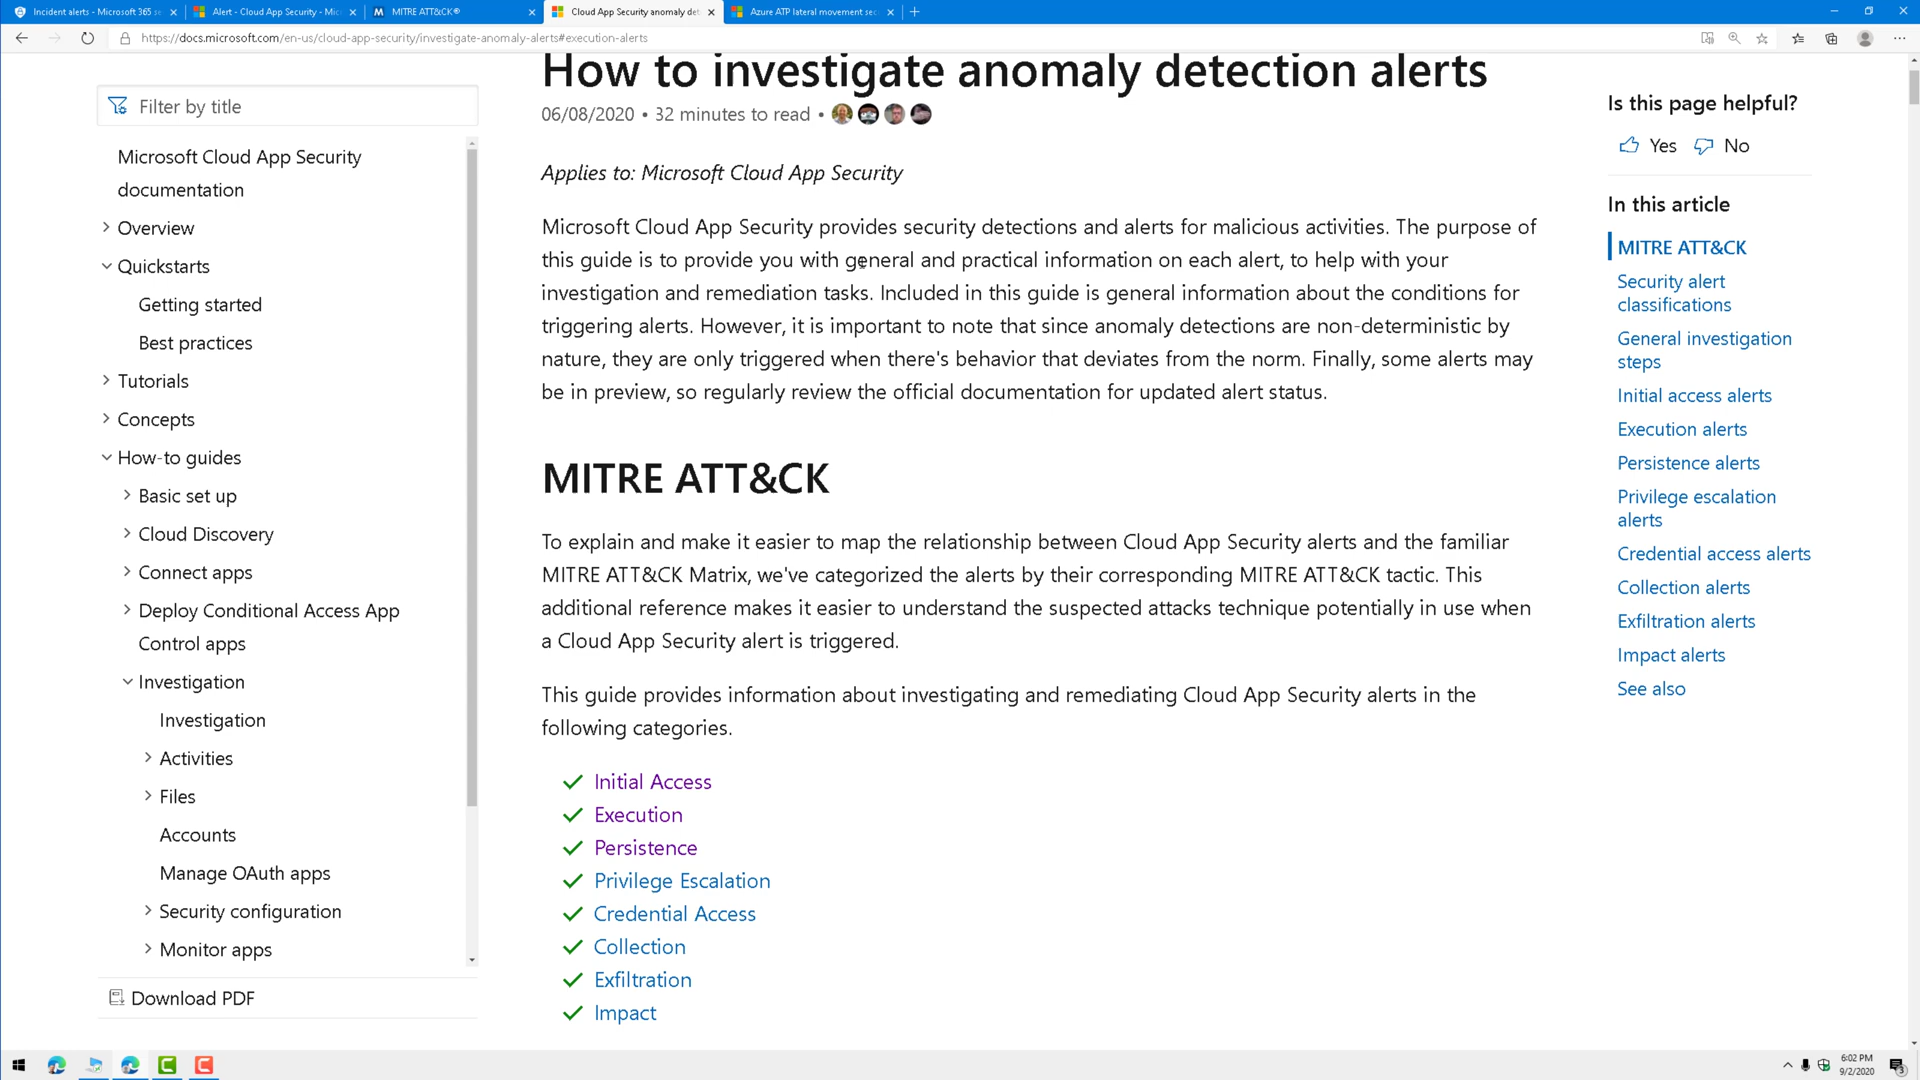 Incident alerts - Microsoft 365 se
Alert - Cloud App Security - Mic
MITRE ATT&CK®
Cloud App Security anomaly det
Azure ATP lateral movement sec
https://docs.microsoft.com/en-us/cloud-app-security/investigate-anomaly-alerts#execution-alerts
Filter by title
Microsoft Cloud App Security
documentation
Overview
Quickstarts
Getting started
Best practices
Tutorials
Concepts
How-to guides
Basic set up
Cloud Discovery
Connect apps
Deploy Conditional Access App
Control apps
Investigation
Investigation
Activities
Files
Accounts
Manage OAuth apps
Security configuration
Monitor apps
Download PDF
How to investigate anomaly detection alerts
06/08/2020 • 32 minutes to read •
Applies to: Microsoft Cloud App Security
Microsoft Cloud App Security provides security detections and alerts for malicious activities. The purpose of
this guide is to provide you with general and practical information on each alert, to help with your
investigation and remediation tasks. Included in this guide is general information about the conditions for
triggering alerts. However, it is important to note that since anomaly detections are non-deterministic by
nature, they are only triggered when there's behavior that deviates from the norm. Finally, some alerts may
be in preview, so regularly review the official documentation for updated alert status.
MITRE ATT&CK
To explain and make it easier to map the relationship between Cloud App Security alerts and the familiar
MITRE ATT&CK Matrix, we've categorized the alerts by their corresponding MITRE ATT&CK tactic. This
additional reference makes it easier to understand the suspected attacks technique potentially in use when
a Cloud App Security alert is triggered.
This guide provides information about investigating and remediating Cloud App Security alerts in the
following categories.
Initial Access
Execution
Persistence
Privilege Escalation
Credential Access
Collection
Exfiltration
Impact
Is this page helpful?
Yes
No
In this article
MITRE ATT&CK
Security alert
classifications
General investigation
steps
Initial access alerts
Execution alerts
Persistence alerts
Privilege escalation
alerts
Credential access alerts
Collection alerts
Exfiltration alerts
Impact alerts
See also
6:02 PM
9/2/2020
3